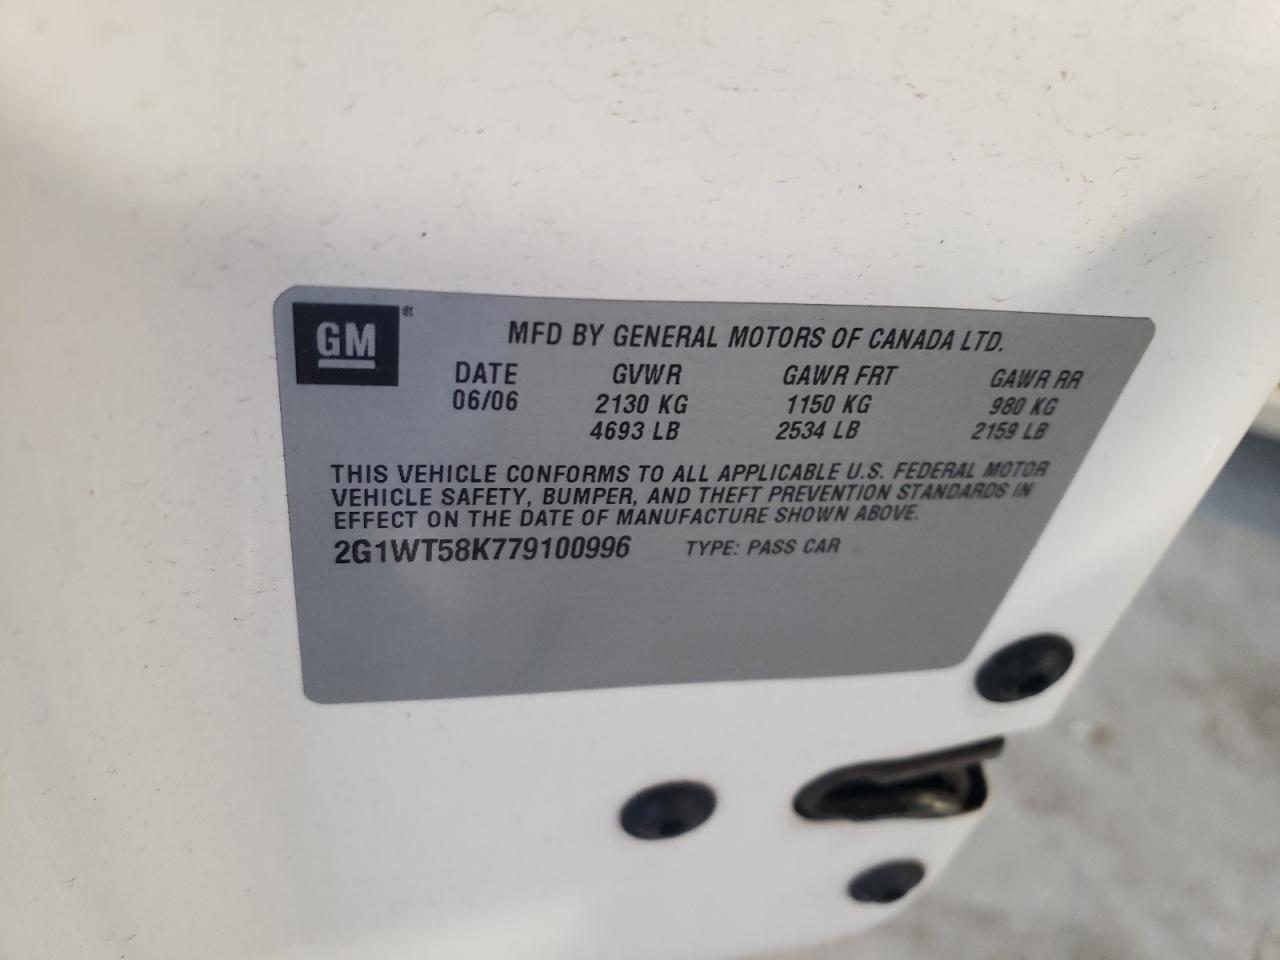 GM ®
MFD BY GENERAL MOTORS OF CANADA LTD.
DATE GVWR GAWR FRT GAWR RR
06/06 2130 KG 1150 KG 980 KG
4693 LB 2534 LB 2159 LB
THIS VEHICLE CONFORMS TO ALL APPLICABLE U.S. FEDERAL MOTOR
VEHICLE SAFETY, BUMPER, AND THEFT PREVENTION STANDARDS IN
EFFECT ON THE DATE OF MANUFACTURE SHOWN ABOVE.
2G1WT58K779100996 TYPE: PASS CAR